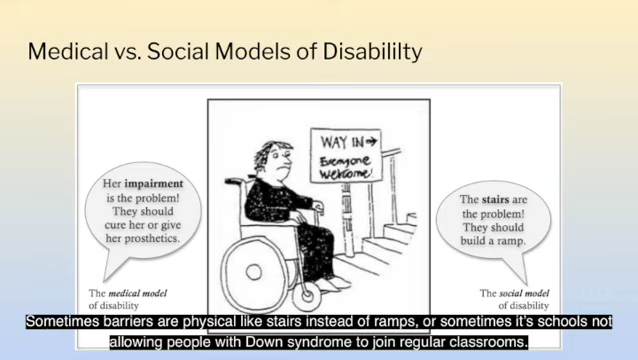 Medical vs. Social Models of Disabililty
WAY IN→
Everyone
Welcome!
Her impairment
is the problem!
They should
cure her or give
her prosthetics.
The medical model
of disability
The stairs are
the problem!
They should
build a ramp.
The social model
of disability
Sometimes barriers are physical like stairs instead of ramps, or sometimes it's schools not
allowing people with Down syndrome to join regular classrooms.